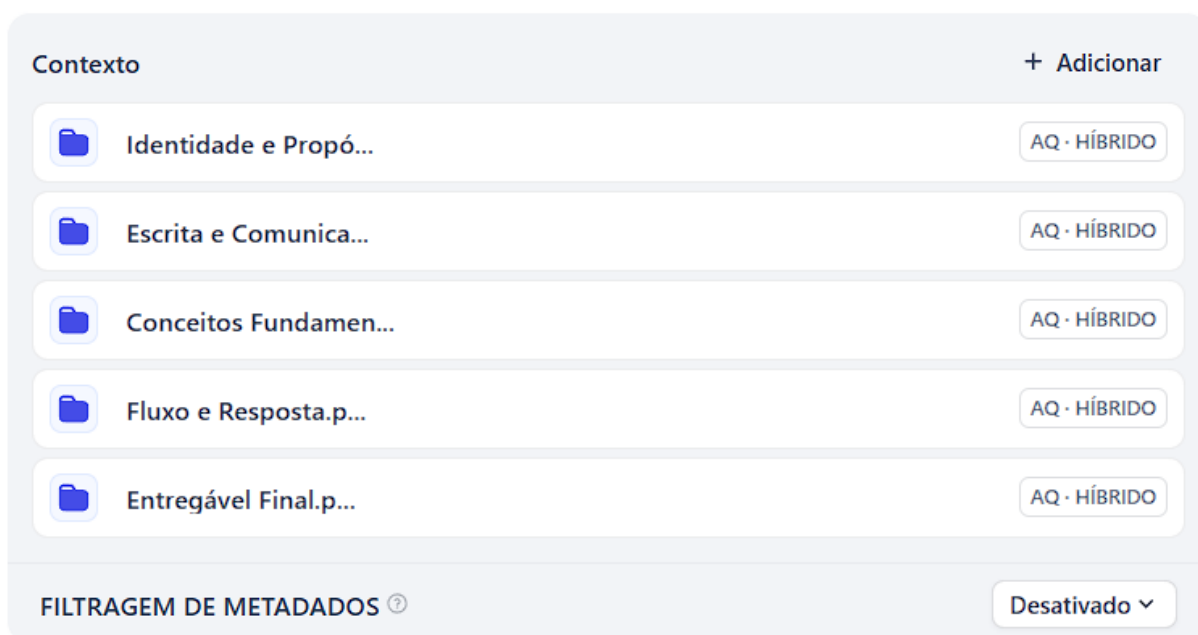 Contexto
+ Adicionar
Identidade e Propó...
AQ · HÍBRIDO
Escrita e Comunica...
AQ · HÍBRIDO
Conceitos Fundamen...
AQ · HÍBRIDO
Fluxo e Resposta.p...
AQ · HÍBRIDO
Entregável Final.p...
AQ · HÍBRIDO
FILTRAGEM DE METADADOS ?
Desativado